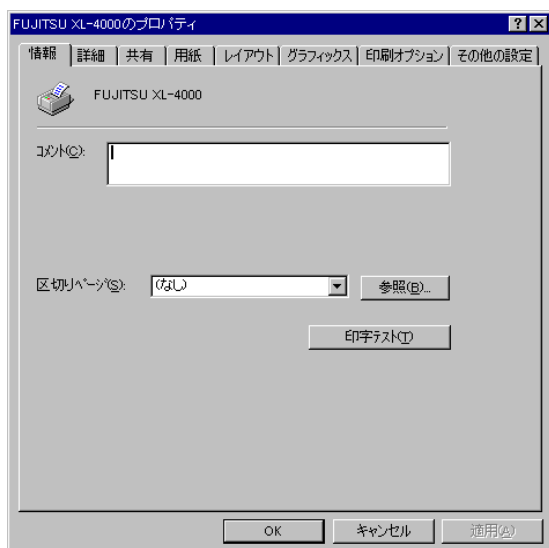 FUJITSU XL-4000のプロパティ
情報 詳細 共有 用紙 レイアウト グラフィックス 印刷オプション その他の設定
FUJITSU XL-4000
コメント(C):
区切りページ(S): (なし) 参照(B)...
印字テスト(T)
OK キャンセル 適用(A)